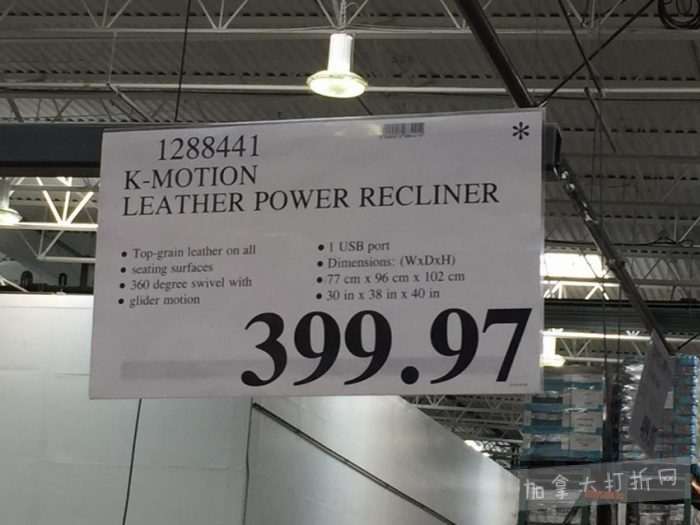 *
1288441
K-MOTION
LEATHER POWER RECLINER
• Top-grain leather on all
• seating surfaces
• 360 degree swivel with
• glider motion
• 1 USB port
• Dimensions: (WxDxH)
• 77 cm x 96 cm x 102 cm
• 30 in x 38 in x 40 in
399.97
加拿大打折网